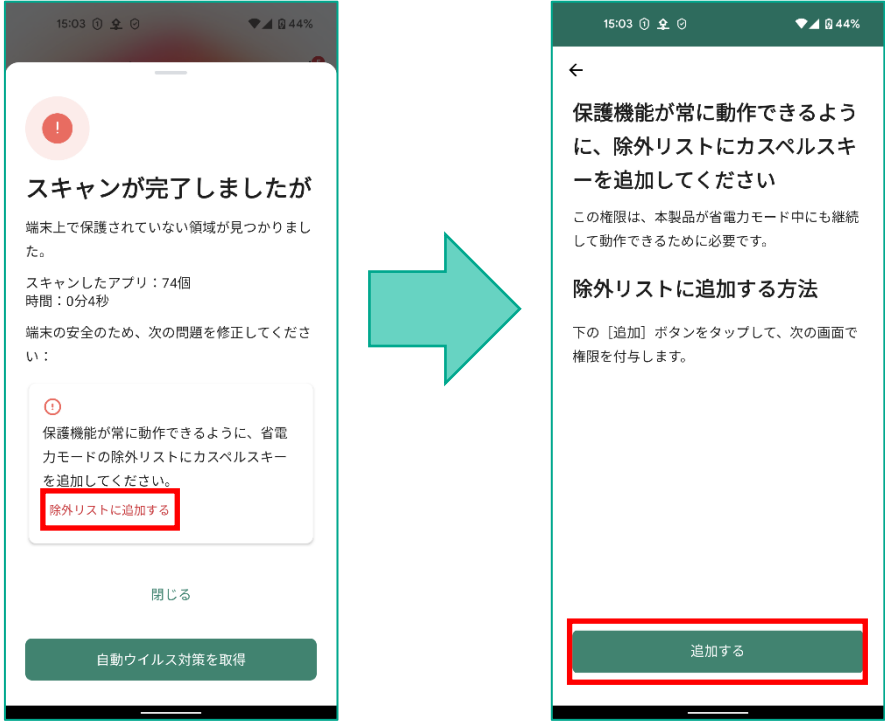 15:03
44%
スキャンが完了しましたが
端末上で保護されていない領域が見つかりまし
た。
スキャンしたアプリ：74個
時間：0分4秒
端末の安全のため、次の問題を修正してくださ
い：
保護機能が常に動作できるように、省電
力モードの除外リストにカスペルスキー
を追加してください。
除外リストに追加する
閉じる
自動ウイルス対策を取得
15:03
44%
保護機能が常に動作できるよう
に、除外リストにカスペルスキ
ーを追加してください
この権限は、本製品が省電力モード中にも継続
して動作できるために必要です。
除外リストに追加する方法
下の［追加］ボタンをタップして、次の画面で
権限を付与します。
追加する